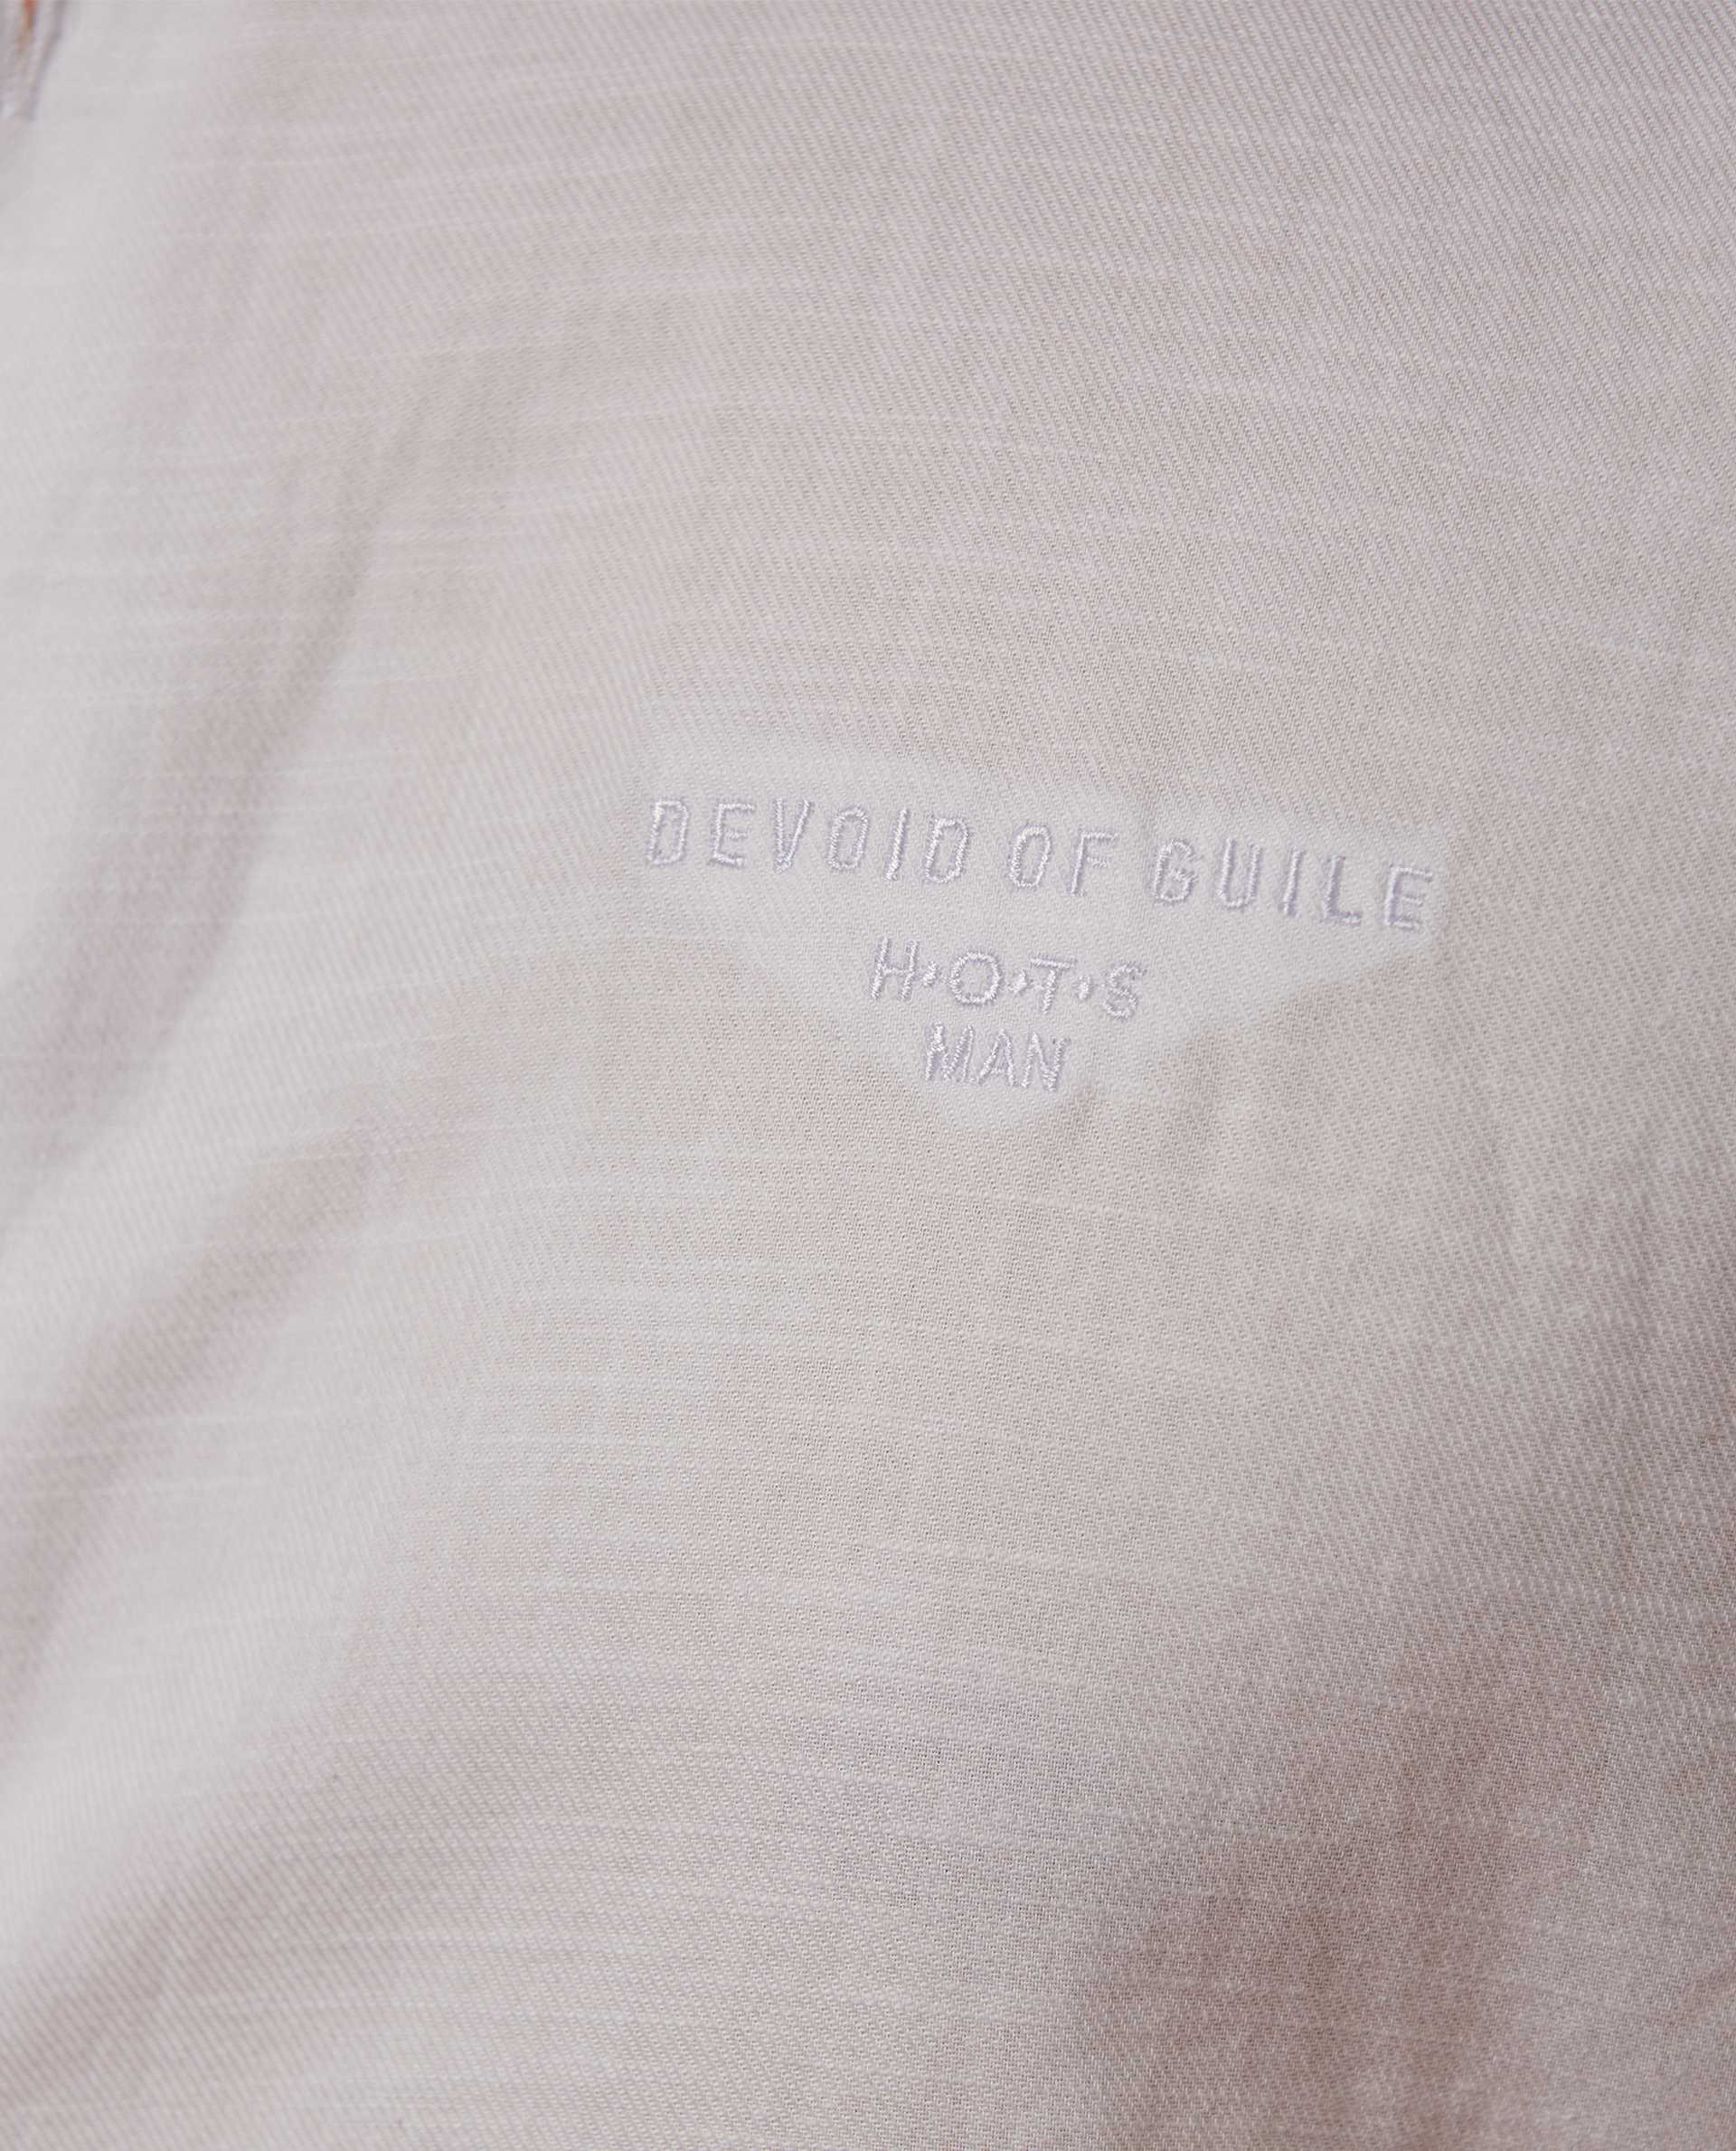 DEVOID OF GUILE
H·O·T·S
MAN